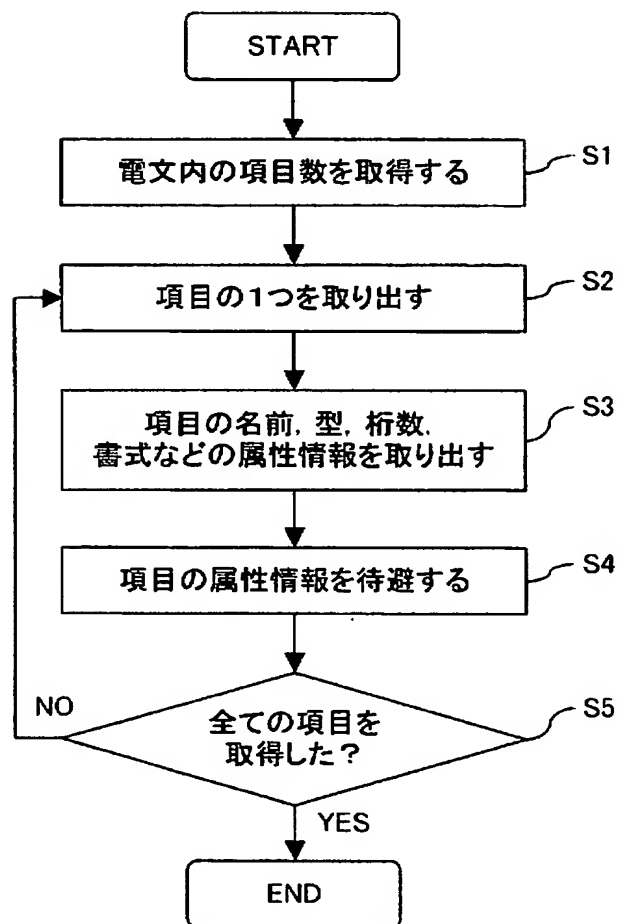 START
電文内の項目数を取得する
S1
項目の1つを取り出す
S2
項目の名前, 型, 桁数,
書式などの属性情報を取り出す
S3
項目の属性情報を待避する
S4
全ての項目を
取得した?
S5
NO
YES
END